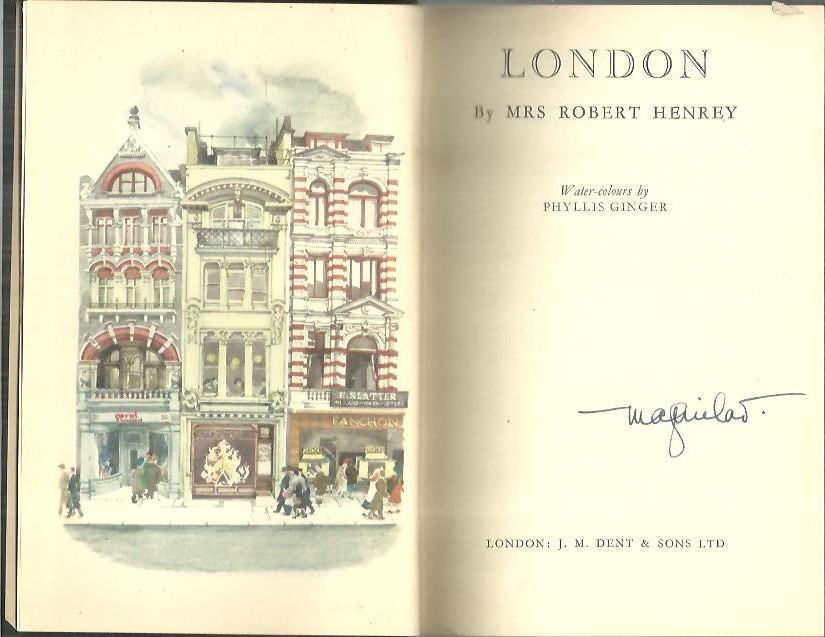 E. SLATTER
FANCHON
LONDON
By MRS ROBERT HENREY
Water-colours by
PHYLLIS GINGER
LONDON: J. M. DENT & SONS LTD